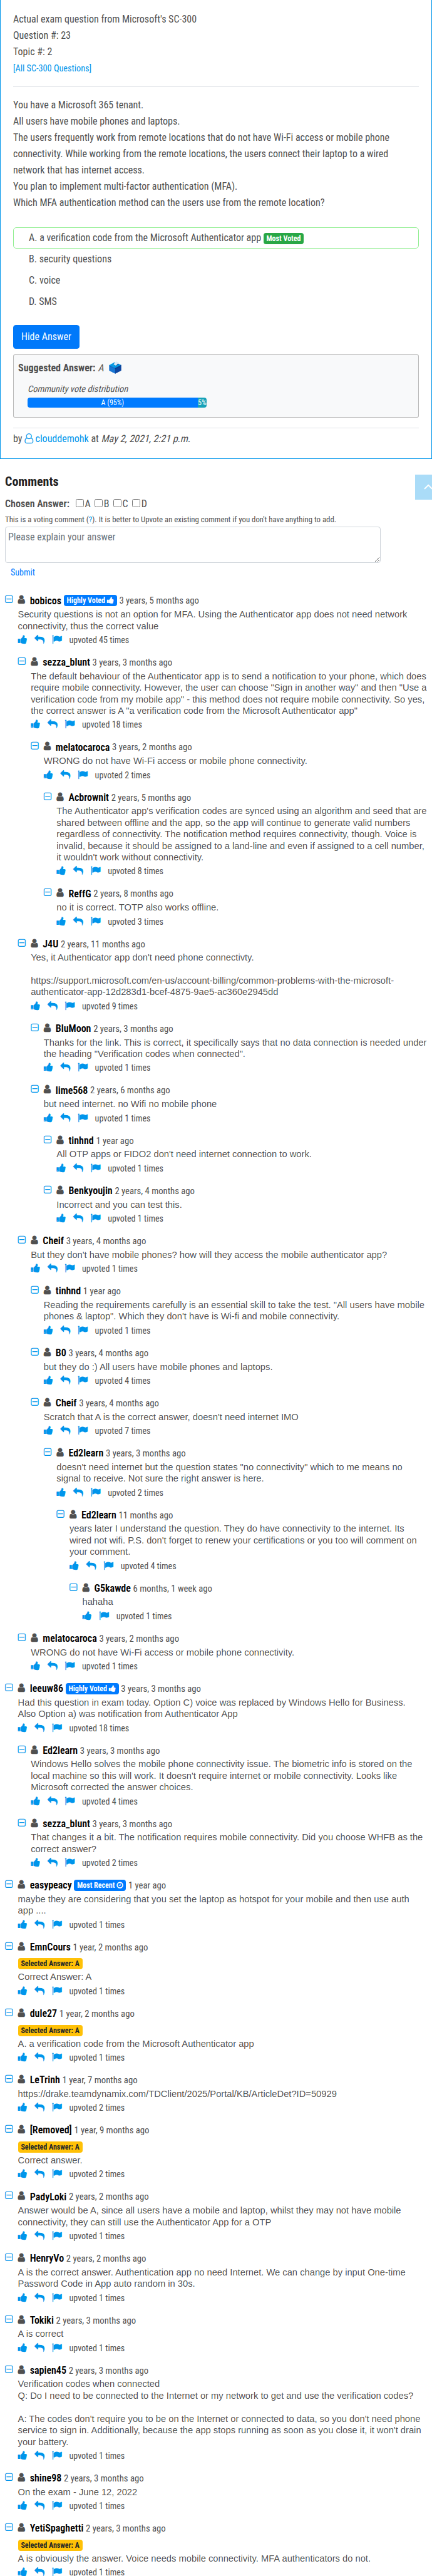 Actual exam question from Microsoft's SC-300
Question #: 23
Topic #: 2
[All SC-300 Questions]
You have a Microsoft 365 tenant.
All users have mobile phones and laptops.
The users frequently work from remote locations that do not have Wi-Fi access or mobile phone
connectivity. While working from the remote locations, the users connect their laptop to a wired
network that has internet access.
You plan to implement multi-factor authentication (MFA).
Which MFA authentication method can the users use from the remote location?
A. a verification code from the Microsoft Authenticator app Most Voted
B. security questions
C. voice
D. SMS
Hide Answer
Suggested Answer: A
Community vote distribution
A (95%) 5%
by clouddemohk at May 2, 2021, 2:21 p.m.
Comments
Chosen Answer: A B C D
This is a voting comment (?). It is better to Upvote an existing comment if you don't have anything to add.
Please explain your answer
Submit
bobicos Highly Voted 3 years, 5 months ago
Security questions is not an option for MFA. Using the Authenticator app does not need network
connectivity, thus the correct value
upvoted 45 times
sezza_blunt 3 years, 3 months ago
The default behaviour of the Authenticator app is to send a notification to your phone, which does
require mobile connectivity. However, the user can choose "Sign in another way" and then "Use a
verification code from my mobile app" - this method does not require mobile connectivity. So yes,
the correct answer is A "a verification code from the Microsoft Authenticator app"
upvoted 18 times
melatocaroca 3 years, 2 months ago
WRONG do not have Wi-Fi access or mobile phone connectivity.
upvoted 2 times
Acbrownit 2 years, 5 months ago
The Authenticator app's verification codes are synced using an algorithm and seed that are
shared between offline and the app, so the app will continue to generate valid numbers
regardless of connectivity. The notification method requires connectivity, though. Voice is
invalid, because it should be assigned to a land-line and even if assigned to a cell number,
it wouldn't work without connectivity.
upvoted 8 times
ReffG 2 years, 8 months ago
no it is correct. TOTP also works offline.
upvoted 3 times
J4U 2 years, 11 months ago
Yes, it Authenticator app don't need phone connectivty.
https://support.microsoft.com/en-us/account-billing/common-problems-with-the-microsoft-
authenticator-app-12d283d1-bcef-4875-9ae5-ac360e2945dd
upvoted 9 times
BluMoon 2 years, 3 months ago
Thanks for the link. This is correct, it specifically says that no data connection is needed under
the heading "Verification codes when connected".
upvoted 1 times
lime568 2 years, 6 months ago
but need internet. no Wifi no mobile phone
upvoted 1 times
tinhnd 1 year ago
All OTP apps or FIDO2 don't need internet connection to work.
upvoted 1 times
Benkyoujin 2 years, 4 months ago
Incorrect and you can test this.
upvoted 1 times
Cheif 3 years, 4 months ago
But they don't have mobile phones? how will they access the mobile authenticator app?
upvoted 1 times
tinhnd 1 year ago
Reading the requirements carefully is an essential skill to take the test. "All users have mobile
phones & laptop". Which they don't have is Wi-fi and mobile connectivity.
upvoted 1 times
B0 3 years, 4 months ago
but they do :) All users have mobile phones and laptops.
upvoted 4 times
Cheif 3 years, 4 months ago
Scratch that A is the correct answer, doesn't need internet IMO
upvoted 7 times
Ed2learn 3 years, 3 months ago
doesn't need internet but the question states "no connectivity" which to me means no
signal to receive. Not sure the right answer is here.
upvoted 2 times
Ed2learn 11 months ago
years later I understand the question. They do have connectivity to the internet. Its
wired not wifi. P.S. don't forget to renew your certifications or you too will comment on
your comment.
upvoted 4 times
G5kawde 6 months, 1 week ago
hahaha
upvoted 1 times
melatocaroca 3 years, 2 months ago
WRONG do not have Wi-Fi access or mobile phone connectivity.
upvoted 1 times
leeuw86 Highly Voted 3 years, 3 months ago
Had this question in exam today. Option C) voice was replaced by Windows Hello for Business.
Also Option a) was notification from Authenticator App
upvoted 18 times
Ed2learn 3 years, 3 months ago
Windows Hello solves the mobile phone connectivity issue. The biometric info is stored on the
local machine so this will work. It doesn't require internet or mobile connectivity. Looks like
Microsoft corrected the answer choices.
upvoted 4 times
sezza_blunt 3 years, 3 months ago
That changes it a bit. The notification requires mobile connectivity. Did you choose WHFB as the
correct answer?
upvoted 2 times
easypeacy Most Recent 1 year ago
maybe they are considering that you set the laptop as hotspot for your mobile and then use auth
app ....
upvoted 1 times
EmnCours 1 year, 2 months ago
Selected Answer: A
Correct Answer: A
upvoted 1 times
dule27 1 year, 2 months ago
Selected Answer: A
A. a verification code from the Microsoft Authenticator app
upvoted 1 times
LeTrinh 1 year, 7 months ago
https://drake.teamdynamix.com/TDClient/2025/Portal/KB/ArticleDet?ID=50929
upvoted 2 times
[Removed] 1 year, 9 months ago
Selected Answer: A
Correct answer.
upvoted 2 times
PadyLoki 2 years, 2 months ago
Answer would be A, since all users have a mobile and laptop, whilst they may not have mobile
connectivity, they can still use the Authenticator App for a OTP
upvoted 1 times
HenryVo 2 years, 2 months ago
A is the correct answer. Authentication app no need Internet. We can change by input One-time
Password Code in App auto random in 30s.
upvoted 1 times
Tokiki 2 years, 3 months ago
A is correct
upvoted 1 times
sapien45 2 years, 3 months ago
Verification codes when connected
Q: Do I need to be connected to the Internet or my network to get and use the verification codes?
A: The codes don't require you to be on the Internet or connected to data, so you don't need phone
service to sign in. Additionally, because the app stops running as soon as you close it, it won't drain
your battery.
upvoted 1 times
shine98 2 years, 3 months ago
On the exam - June 12, 2022
upvoted 1 times
YetiSpaghetti 2 years, 3 months ago
Selected Answer: A
A is obviously the answer. Voice needs mobile connectivity. MFA authenticators do not.
upvoted 1 times